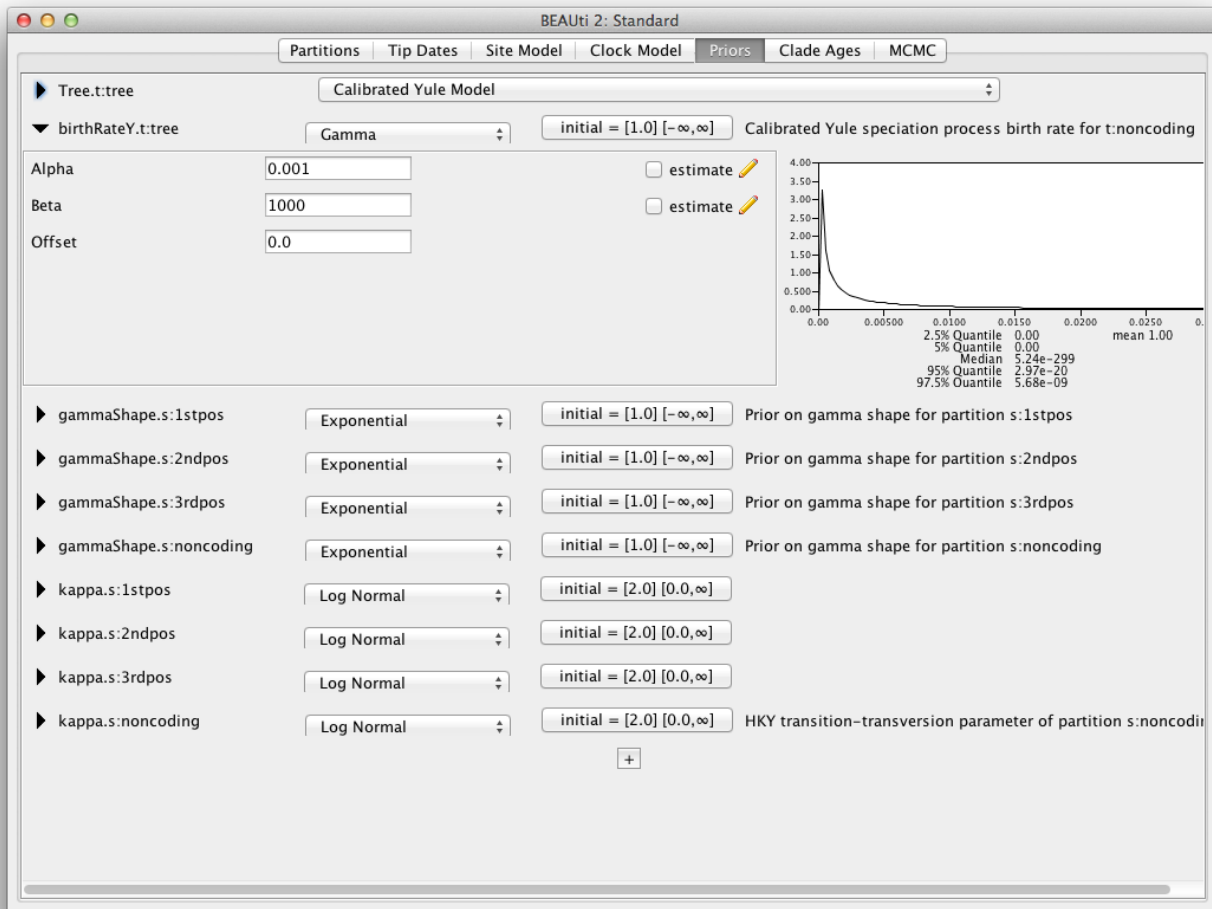 BEAUti 2: Standard
Partitions Tip Dates Site Model Clock Model Priors Clade Ages MCMC
Tree.t:tree Calibrated Yule Model
birthRateY.t:tree Gamma initial = [1.0] [-∞,∞] Calibrated Yule speciation process birth rate for t:noncoding
Alpha 0.001 estimate
Beta 1000 estimate
Offset 0.0
4.00
3.50
3.00
2.50
2.00
1.50
1.00
0.500
0.00
0.00 0.00500 0.0100 0.0150 0.0200 0.0250 0.
2.5% Quantile 0.00 mean 1.00
5% Quantile 0.00
Median 5.24e-299
95% Quantile 2.97e-20
97.5% Quantile 5.68e-09
gammaShape.s:1stpos Exponential initial = [1.0] [-∞,∞] Prior on gamma shape for partition s:1stpos
gammaShape.s:2ndpos Exponential initial = [1.0] [-∞,∞] Prior on gamma shape for partition s:2ndpos
gammaShape.s:3rdpos Exponential initial = [1.0] [-∞,∞] Prior on gamma shape for partition s:3rdpos
gammaShape.s:noncoding Exponential initial = [1.0] [-∞,∞] Prior on gamma shape for partition s:noncoding
kappa.s:1stpos Log Normal initial = [2.0] [0.0,∞]
kappa.s:2ndpos Log Normal initial = [2.0] [0.0,∞]
kappa.s:3rdpos Log Normal initial = [2.0] [0.0,∞]
kappa.s:noncoding Log Normal initial = [2.0] [0.0,∞] HKY transition-transversion parameter of partition s:noncodin
+